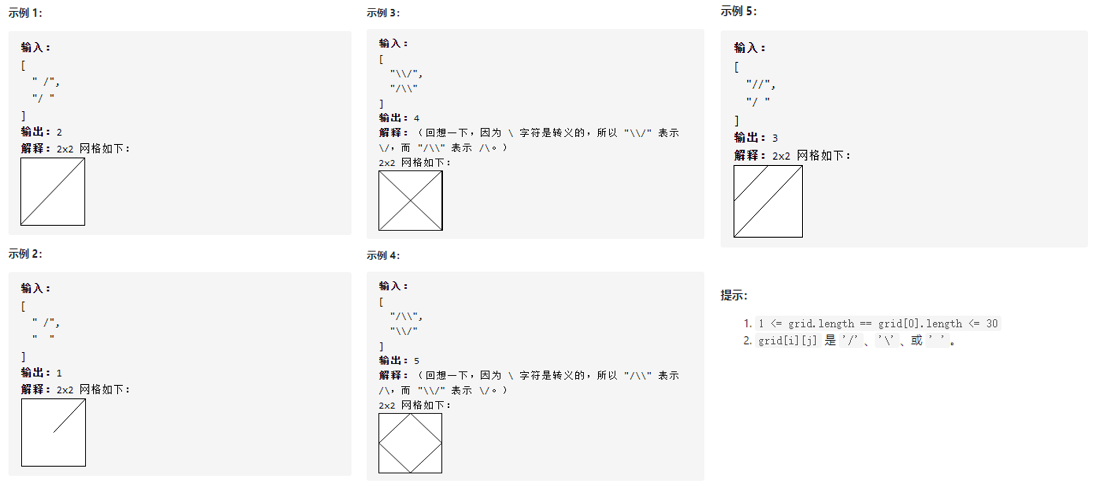 示例 1：
输入：
[
  " /",
  "/ "
]
输出：2
解释：2x2 网格如下：
示例 2：
输入：
[
  " /",
  "  "
]
输出：1
解释：2x2 网格如下：
示例 3：
输入：
[
  "\\/",
  "/\\"
]
输出：4
解释：（回想一下，因为 \ 字符是转义的，所以 "\\/" 表示
\/，而 "/\\" 表示 /\。）
2x2 网格如下：
示例 4：
输入：
[
  "/\\",
  "\\/"
]
输出：5
解释：（回想一下，因为 \ 字符是转义的，所以 "/\\" 表示
/\，而 "\\/" 表示 \/。）
2x2 网格如下：
示例 5：
输入：
[
  "//",
  "/ "
]
输出：3
解释：2x2 网格如下：
提示：
1. 1 <= grid.length == grid[0].length <= 30
2. grid[i][j] 是 '/'、'\'、或 ' '。